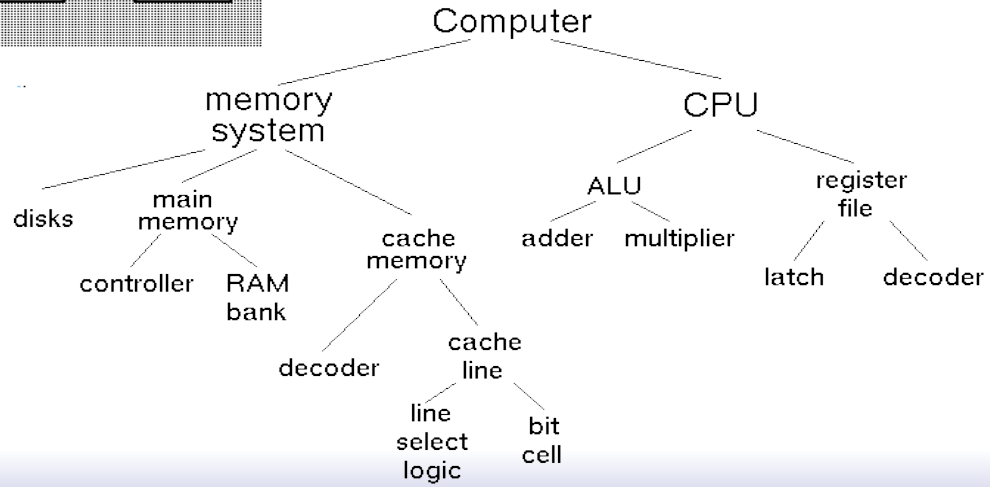 Computer
memory
system
CPU
disks
main
memory
cache
memory
ALU
register
file
controller
RAM
bank
adder
multiplier
latch
decoder
decoder
cache
line
line
select
logic
bit
cell